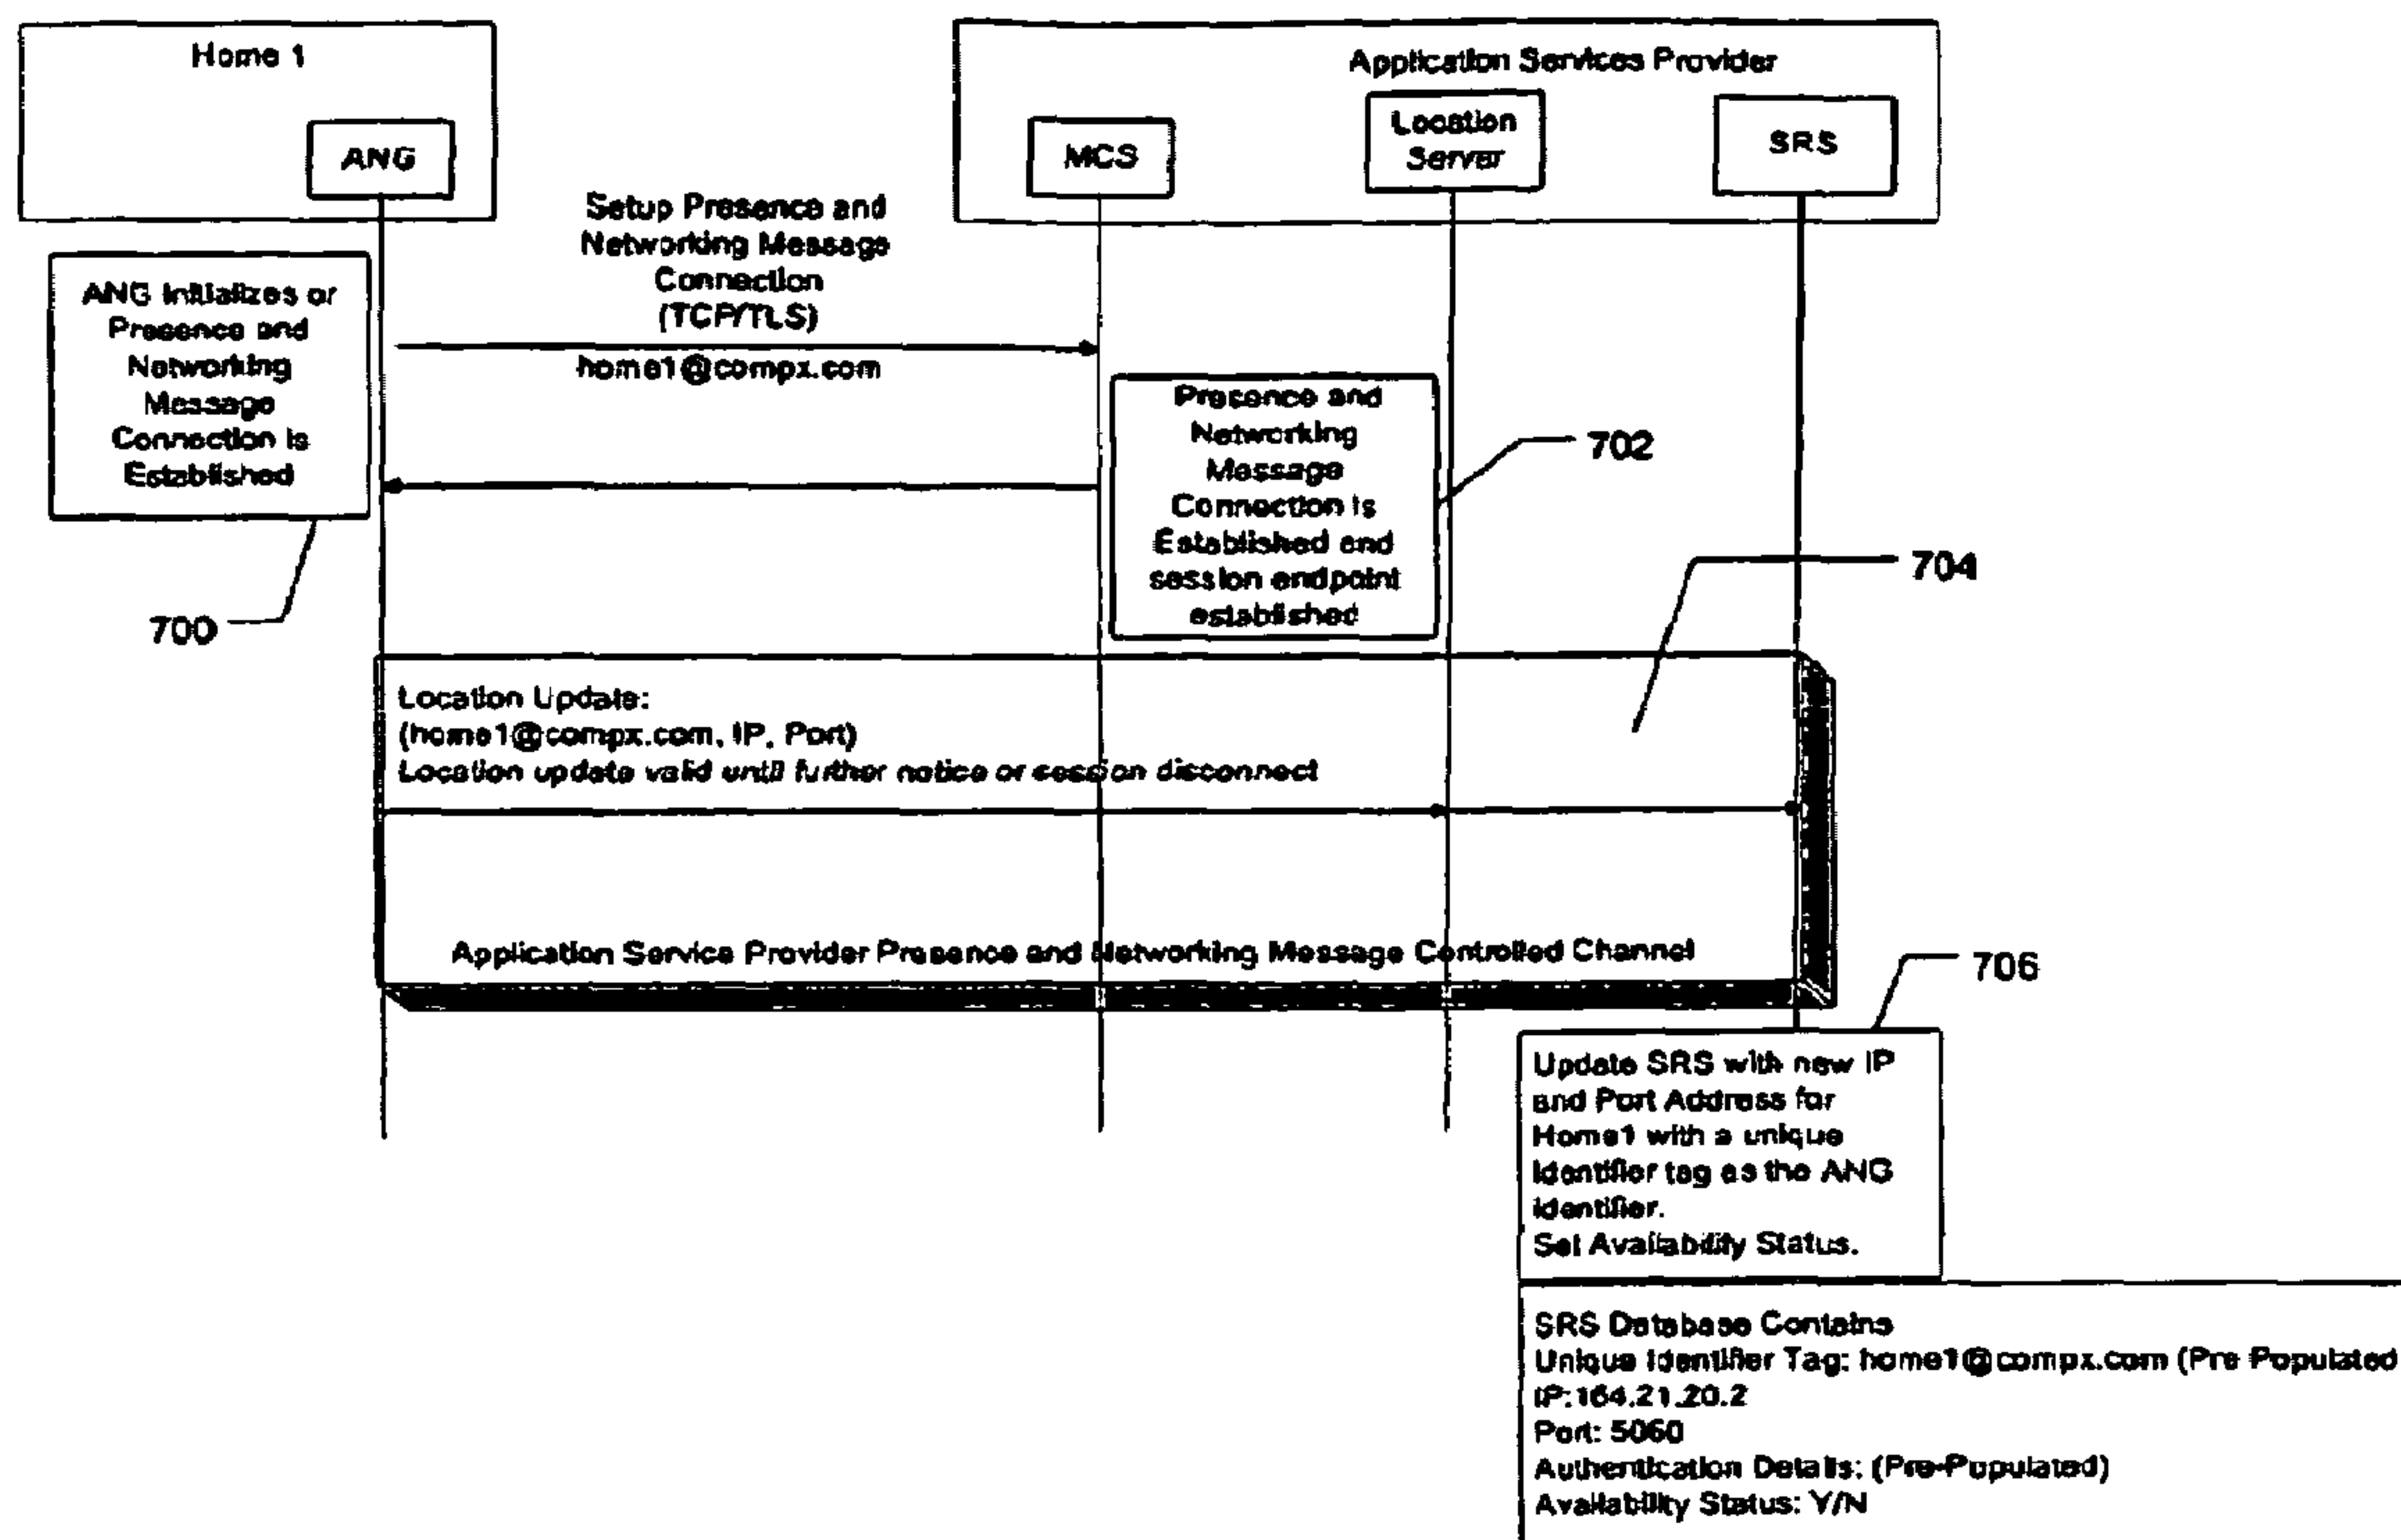 Home 1
ANG
Application Services Provider
MCS
Location
Server
SRS
Setup Presence and
Networking Message
Connection
(TCP/TLS)
home1@compx.com
ANG Initializes or
Presence and
Networking
Message
Connection is
Established
700
Presence and
Networking
Message
Connection is
Established and
session endpoint
established
702
704
Location Update:
(home1@compx.com, IP, Port)
Location update valid until further notice or session disconnect
Application Service Provider Presence and Networking Message Controlled Channel
706
Update SRS with new IP
and Port Address for
Home1 with a unique
identifier tag as the ANG
identifier.
Set Availability Status.
SRS Database Contains
Unique Identifier Tag: home1@compx.com (Pre Populated
IP:164.21.20.2
Port: 5060
Authentication Details: (Pre-Populated)
Availability Status: Y/N